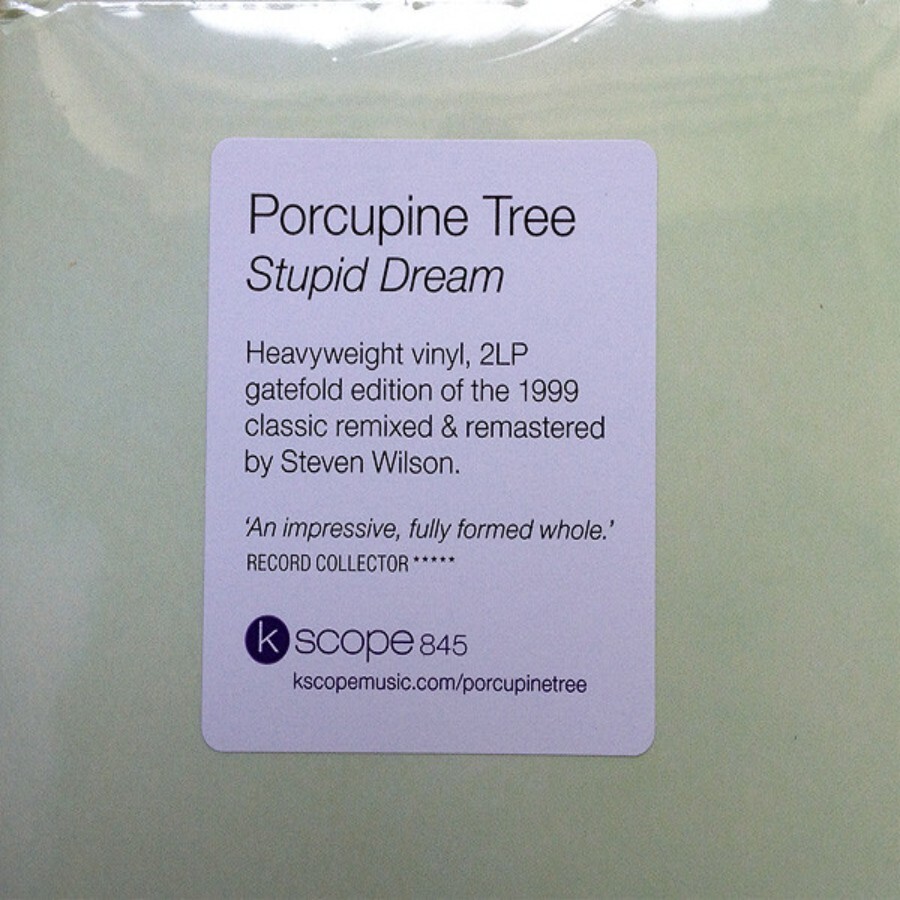 Porcupine Tree
Stupid Dream
Heavyweight vinyl, 2LP
gatefold edition of the 1999
classic remixed & remastered
by Steven Wilson.
‘An impressive, fully formed whole.’
RECORD COLLECTOR *****
kscope 845
kscopemusic.com/porcupinetree